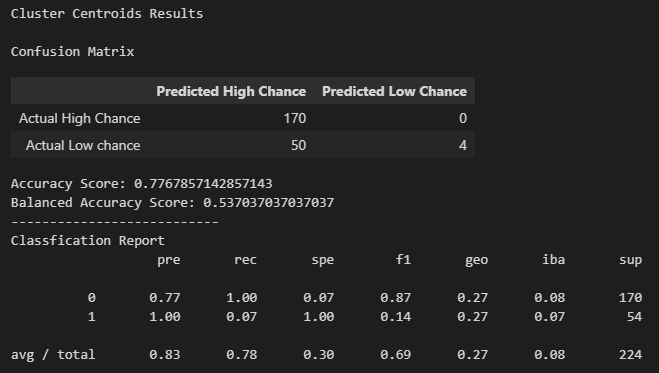 Cluster Centroids Results
Confusion Matrix
Predicted High Chance Predicted Low Chance
Actual High Chance 170 0
Actual Low chance 50 4
Accuracy Score: 0.7767857142857143
Balanced Accuracy Score: 0.537037037037037
---------------------------
Classfication Report
pre rec spe f1 geo iba sup
0 0.77 1.00 0.07 0.87 0.27 0.08 170
1 1.00 0.07 1.00 0.14 0.27 0.07 54
avg / total 0.83 0.78 0.30 0.69 0.27 0.08 224